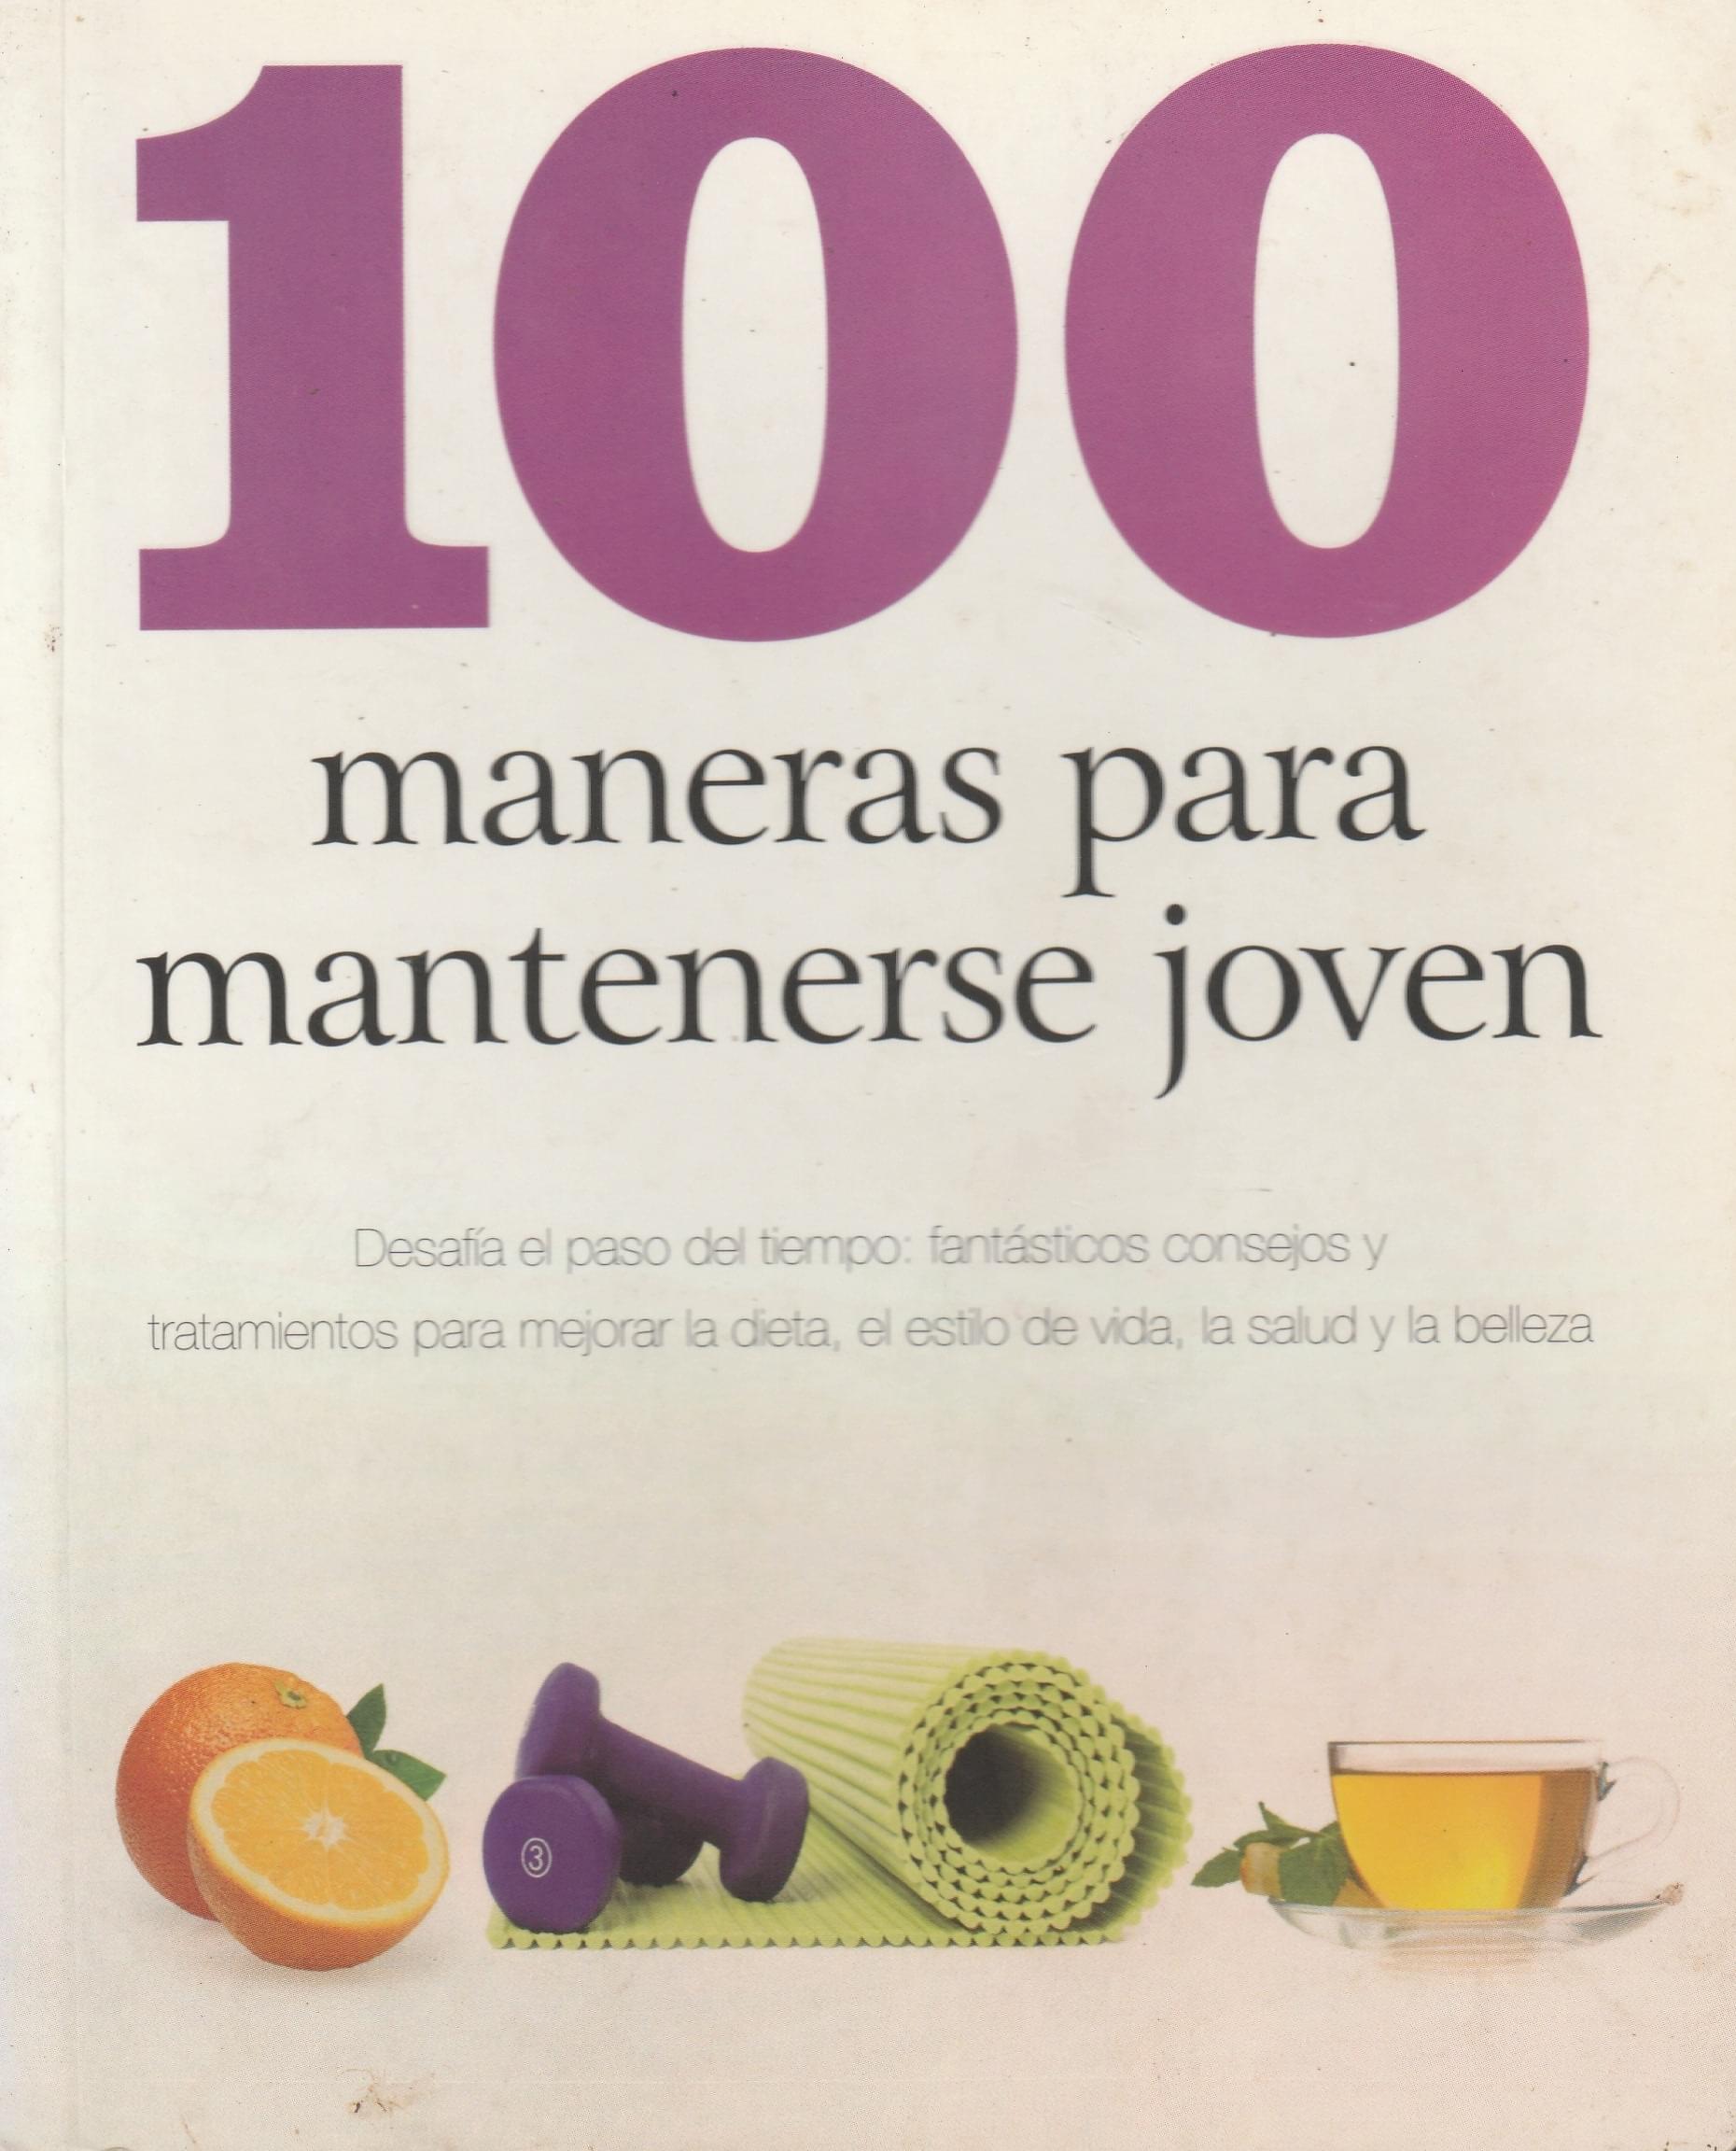 100
maneras para
mantenerse joven
Desafía el paso del tiempo: fantásticos consejos y
tratamientos para mejorar la dieta, el estilo de vida, la salud y la belleza
3